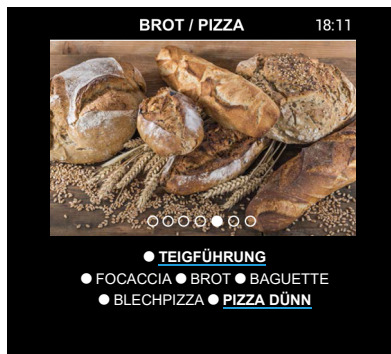 BROT / PIZZA 18:11
● TEIGFÜHRUNG
● FOCACCIA ● BROT ● BAGUETTE
● BLECHPIZZA ● PIZZA DÜNN